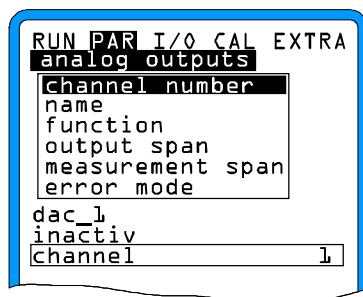 RUN PAR I/O CAL EXTRA
analog outputs
channel number
name
function
output span
measurement span
error mode
dac_1
inactiv
channel 1